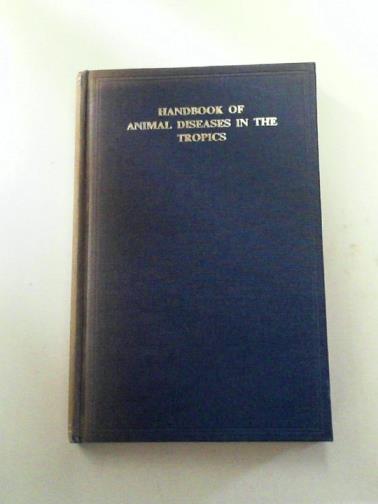 HANDBOOK OF
ANIMAL DISEASES IN THE
TROPICS